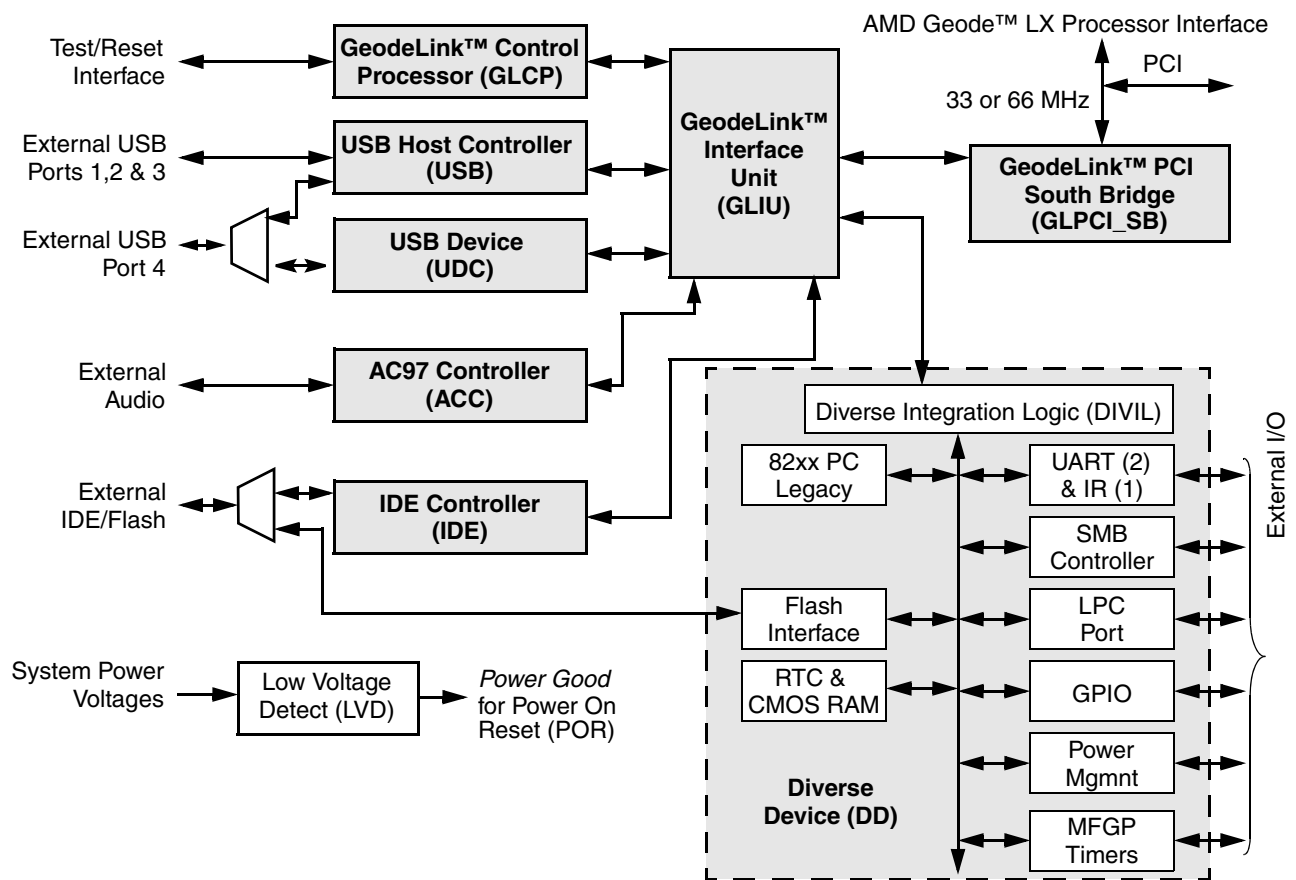 AMD Geode™ LX Processor Interface
PCI
33 or 66 MHz
Test/Reset
Interface
GeodeLink™ Control
Processor (GLCP)
GeodeLink™
Interface
Unit
(GLIU)
GeodeLink™ PCI
South Bridge
(GLPCI_SB)
External USB
Ports 1,2 & 3
USB Host Controller
(USB)
External USB
Port 4
USB Device
(UDC)
External
Audio
AC97 Controller
(ACC)
External
IDE/Flash
IDE Controller
(IDE)
System Power
Voltages
Low Voltage
Detect (LVD)
Power Good
for Power On
Reset (POR)
Diverse Integration Logic (DIVIL)
82xx PC
Legacy
Flash
Interface
RTC &
CMOS RAM
Diverse
Device (DD)
UART (2)
& IR (1)
SMB
Controller
LPC
Port
GPIO
Power
Mgmnt
MFGP
Timers
External I/O